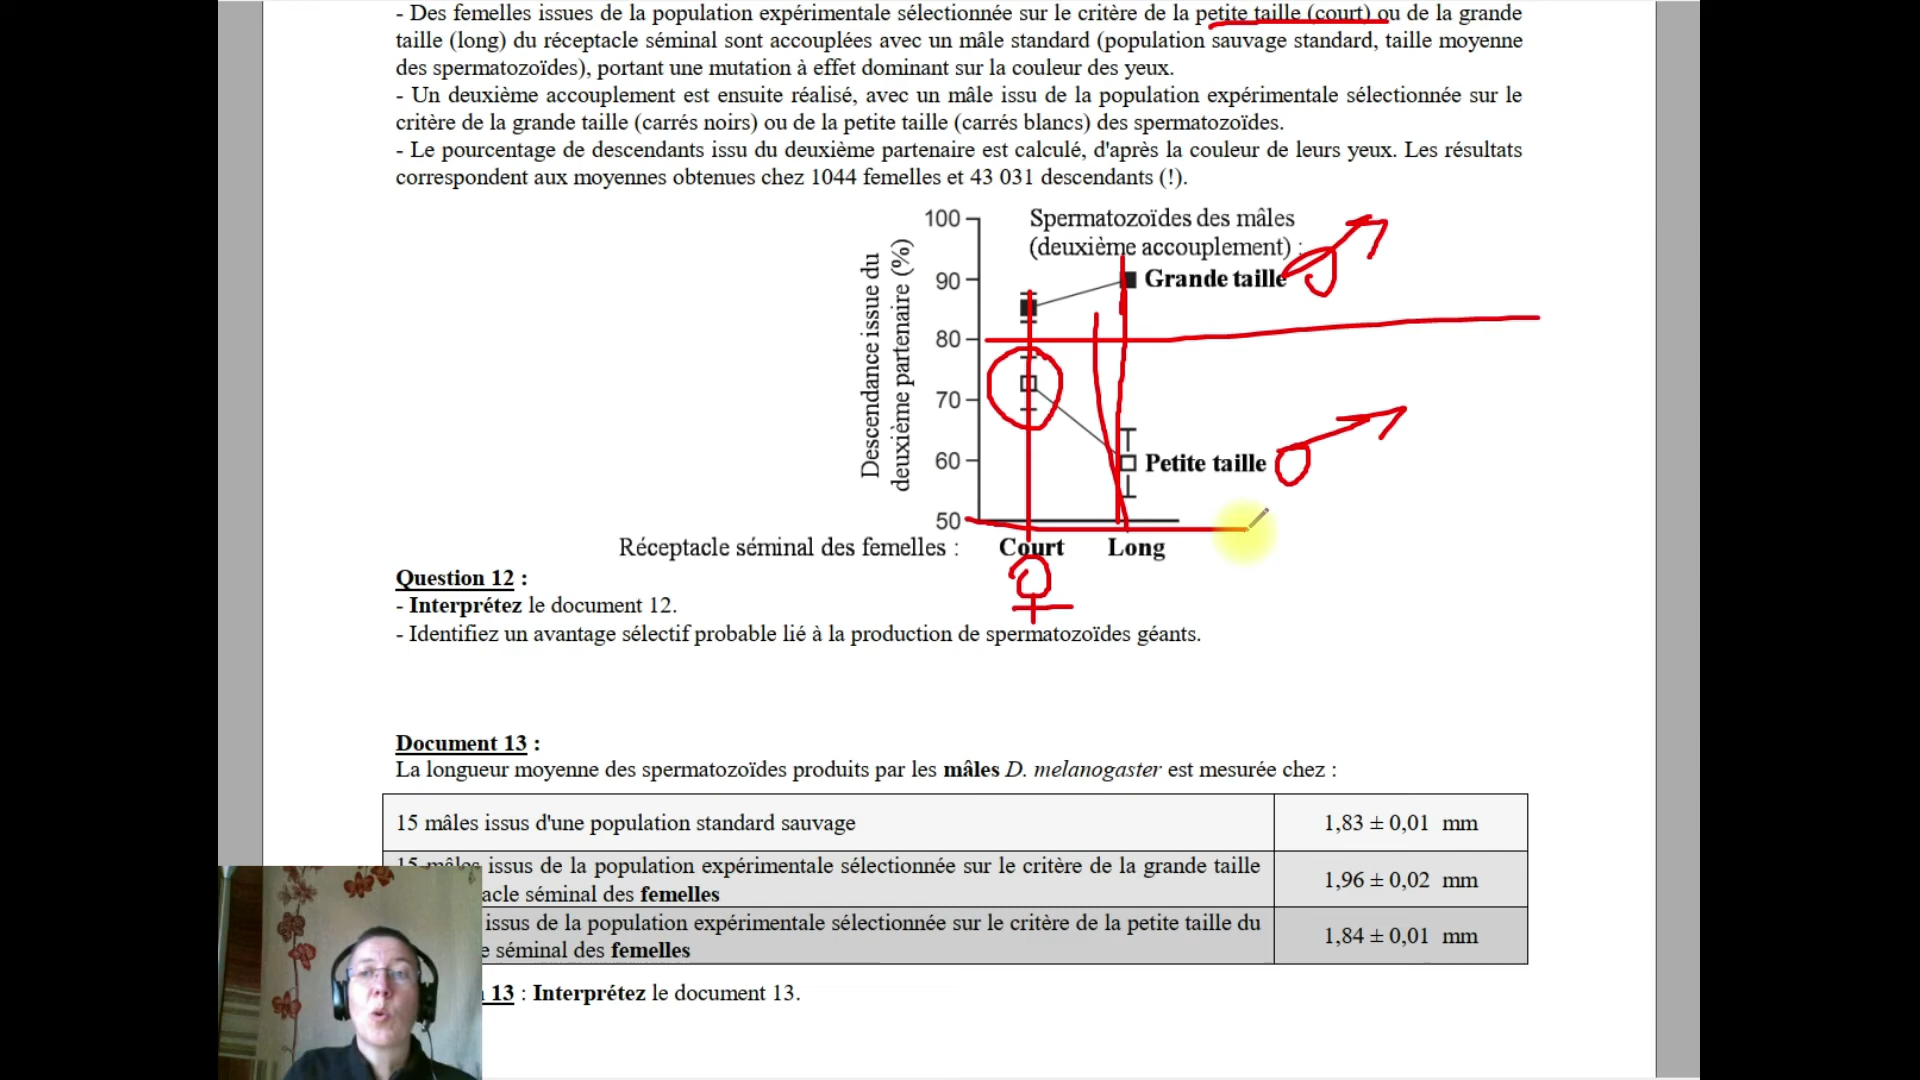 - Des femelles issues de la population expérimentale sélectionnée sur le critère de la petite taille (court) ou de la grande
taille (long) du réceptacle séminal sont accouplées avec un mâle standard (population sauvage standard, taille moyenne
des spermatozoïdes), portant une mutation à effet dominant sur la couleur des yeux.
- Un deuxième accouplement est ensuite réalisé, avec un mâle issu de la population expérimentale sélectionnée sur le
critère de la grande taille (carrés noirs) ou de la petite taille (carrés blancs) des spermatozoïdes.
- Le pourcentage de descendants issu du deuxième partenaire est calculé, d'après la couleur de leurs yeux. Les résultats
correspondent aux moyennes obtenues chez 1044 femelles et 43 031 descendants (!).
Descendance issue du
deuxième partenaire (%)
100
90
80
70
60
50
Spermatozoïdes des mâles
(deuxième accouplement) :
Grande taille
Petite taille
Réceptacle séminal des femelles : Court Long
Question 12 :
- Interprétez le document 12.
- Identifiez un avantage sélectif probable lié à la production de spermatozoïdes géants.
Document 13 :
La longueur moyenne des spermatozoïdes produits par les mâles D. melanogaster est mesurée chez :
15 mâles issus d'une population standard sauvage 1,83 ± 0,01 mm
15 mâles issus de la population expérimentale sélectionnée sur le critère de la grande taille
acle séminal des femelles 1,96 ± 0,02 mm
issus de la population expérimentale sélectionnée sur le critère de la petite taille du
e séminal des femelles 1,84 ± 0,01 mm
13 : Interprétez le document 13.